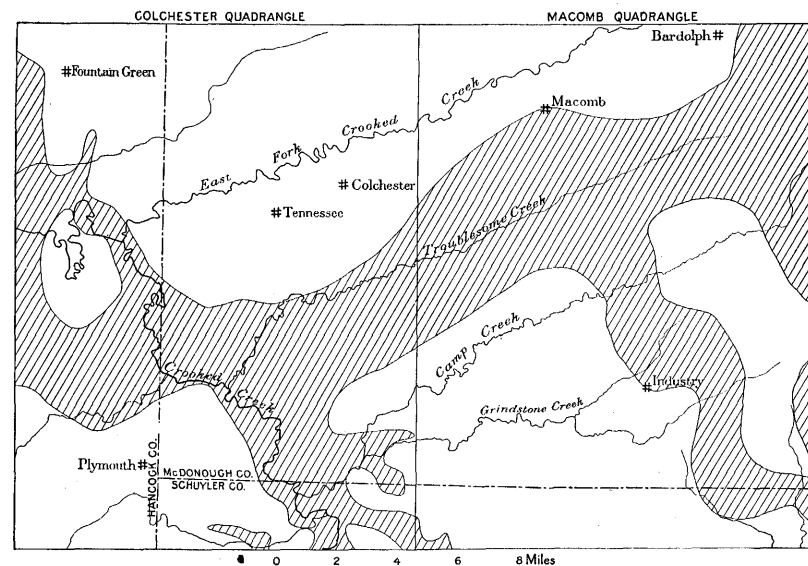 COLCHESTER QUADRANGLE
MACOMB QUADRANGLE
Bardolph
Fountain Green
Macomb
East Fork Crooked Creek
Colchester
Tennessee
Troublesome Creek
Camp Creek
Crooked Creek
Industry
Grindstone Creek
Plymouth
HANCOCK CO.
McDONOUGH CO.
SCHUYLER CO.
0 2 4 6 8 Miles